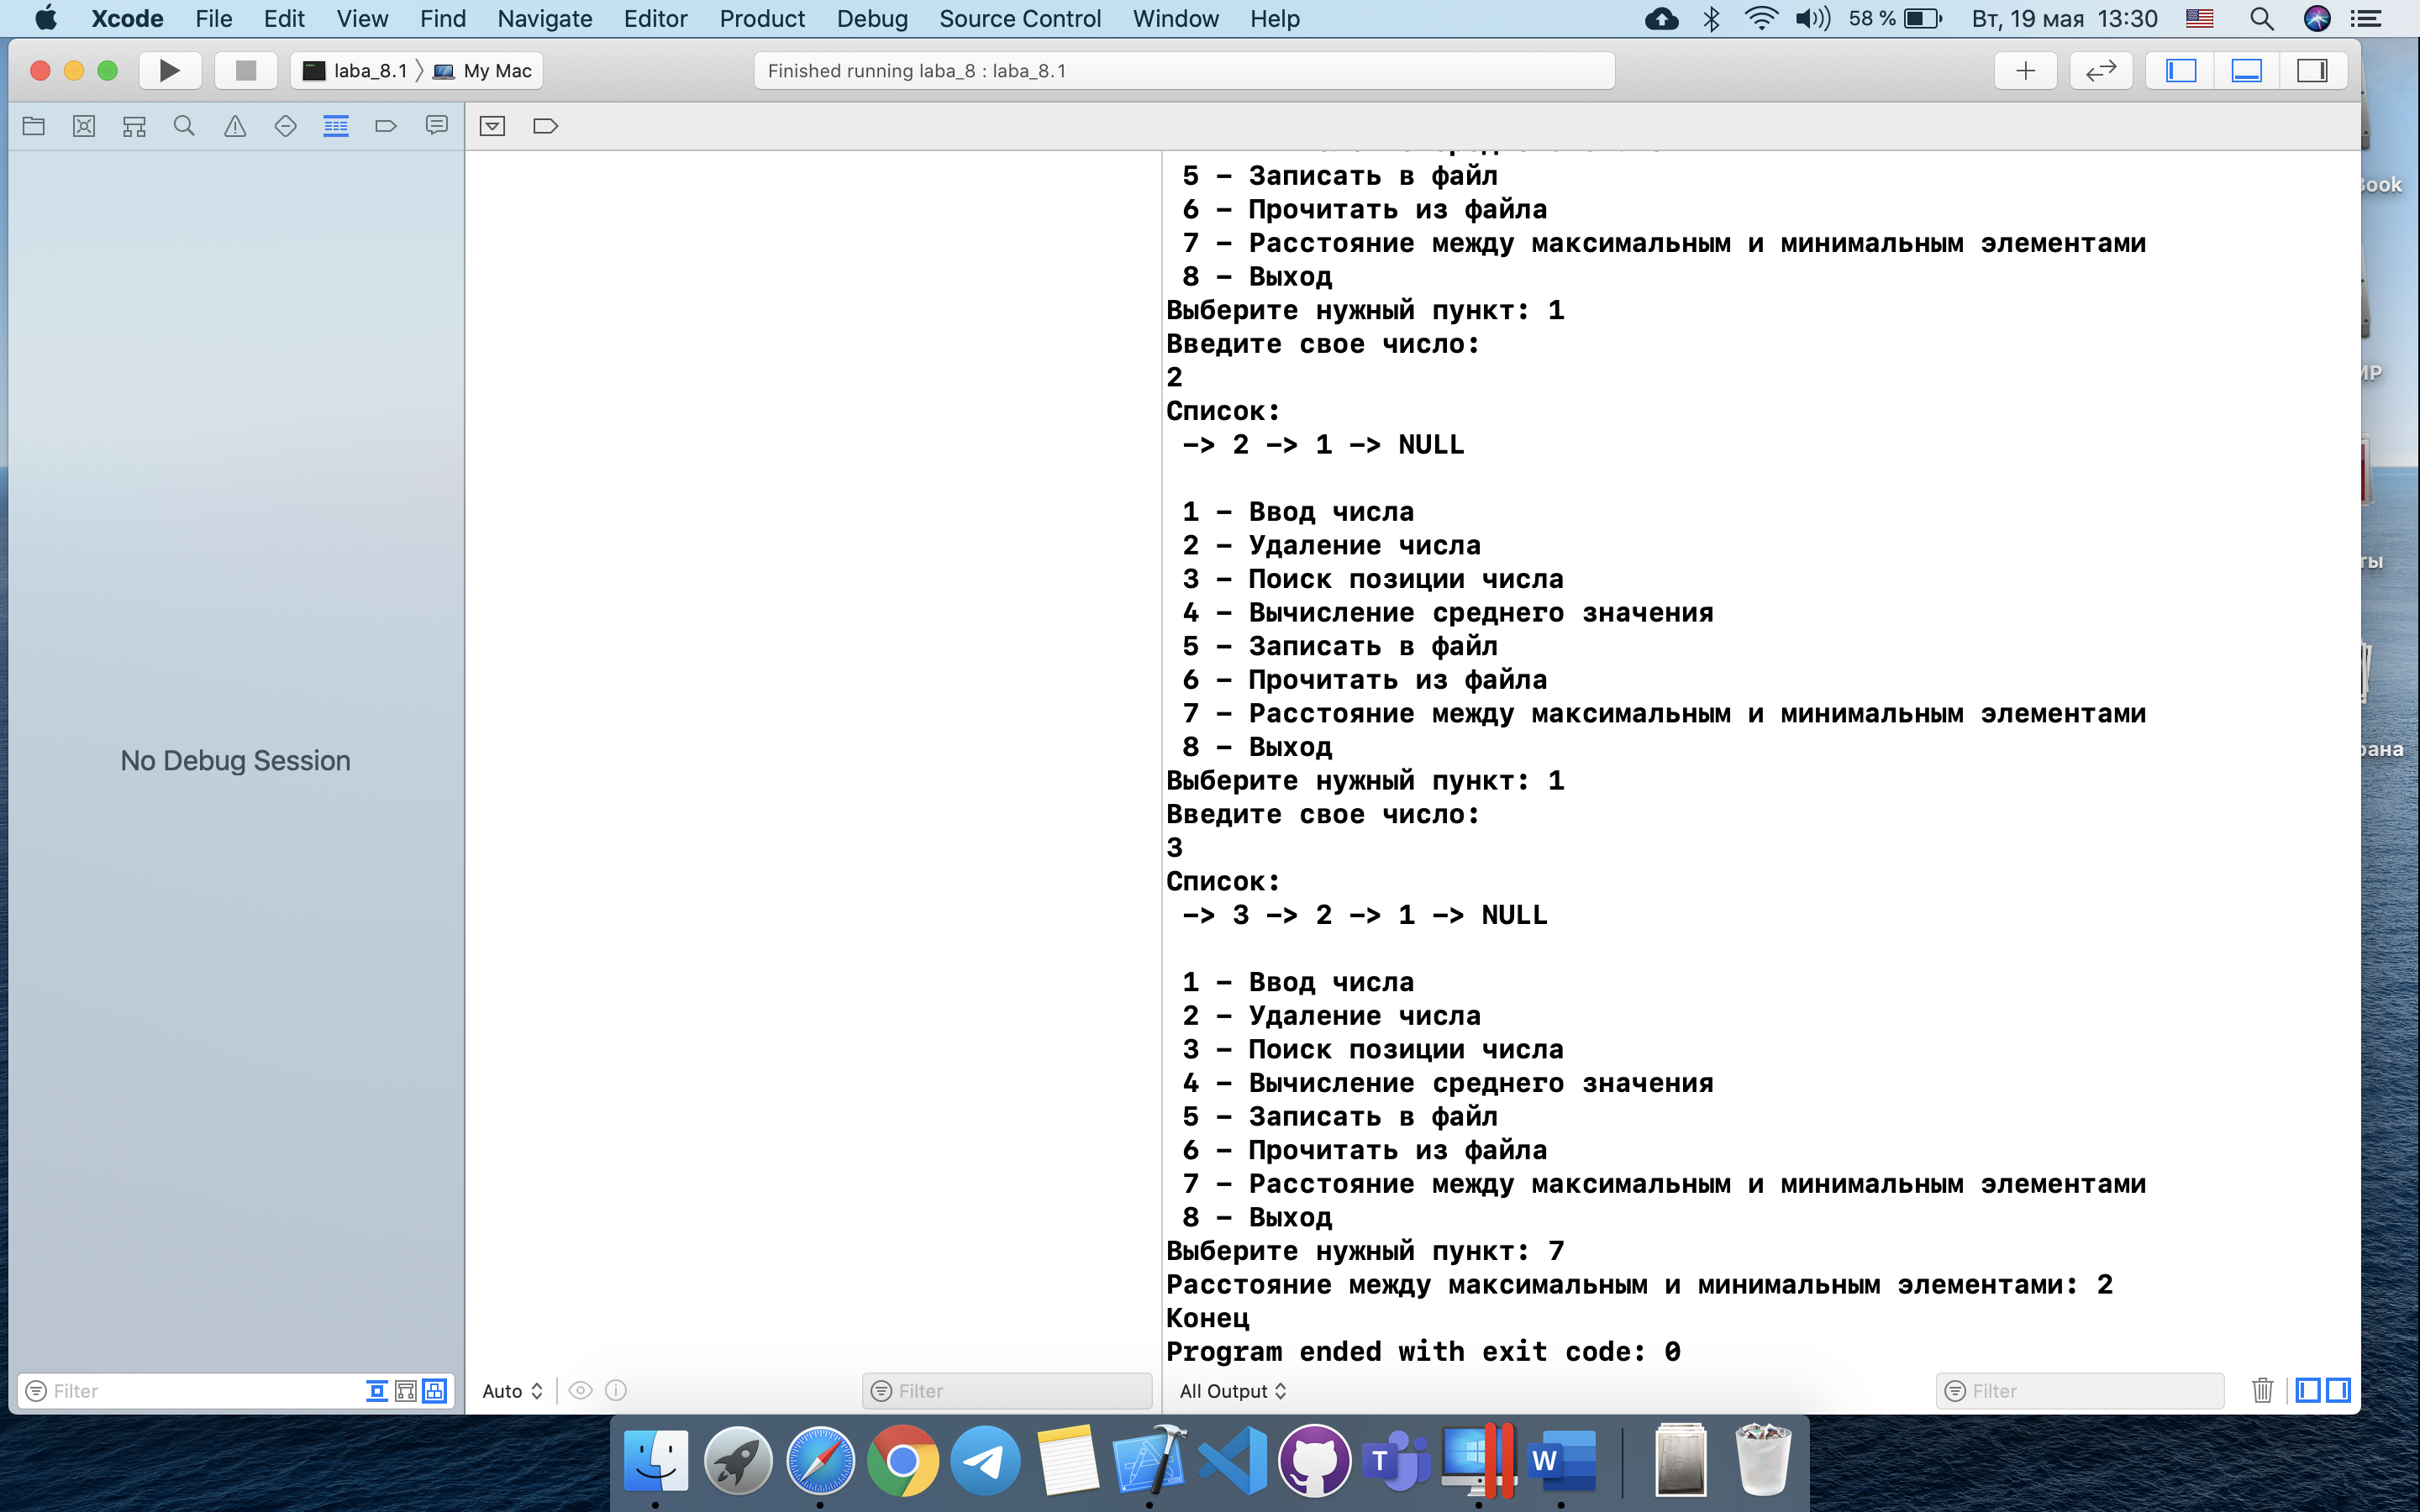 Xcode File Edit View Find Navigate Editor Product Debug Source Control Window Help 58 % Вт, 19 мая 13:30
laba_8.1 My Mac Finished running laba_8 : laba_8.1
5 – Записать в файл
6 – Прочитать из файла
7 – Расстояние между максимальным и минимальным элементами
8 – Выход
Выберите нужный пункт: 1
Введите свое число:
2
Список:
–> 2 –> 1 –> NULL
1 – Ввод числа
2 – Удаление числа
3 – Поиск позиции числа
4 – Вычисление среднего значения
5 – Записать в файл
6 – Прочитать из файла
7 – Расстояние между максимальным и минимальным элементами
8 – Выход
No Debug Session
Выберите нужный пункт: 1
Введите свое число:
3
Список:
–> 3 –> 2 –> 1 –> NULL
1 – Ввод числа
2 – Удаление числа
3 – Поиск позиции числа
4 – Вычисление среднего значения
5 – Записать в файл
6 – Прочитать из файла
7 – Расстояние между максимальным и минимальным элементами
8 – Выход
Выберите нужный пункт: 7
Расстояние между максимальным и минимальным элементами: 2
Конец
Program ended with exit code: 0
Filter Auto Filter All Output Filter
T W